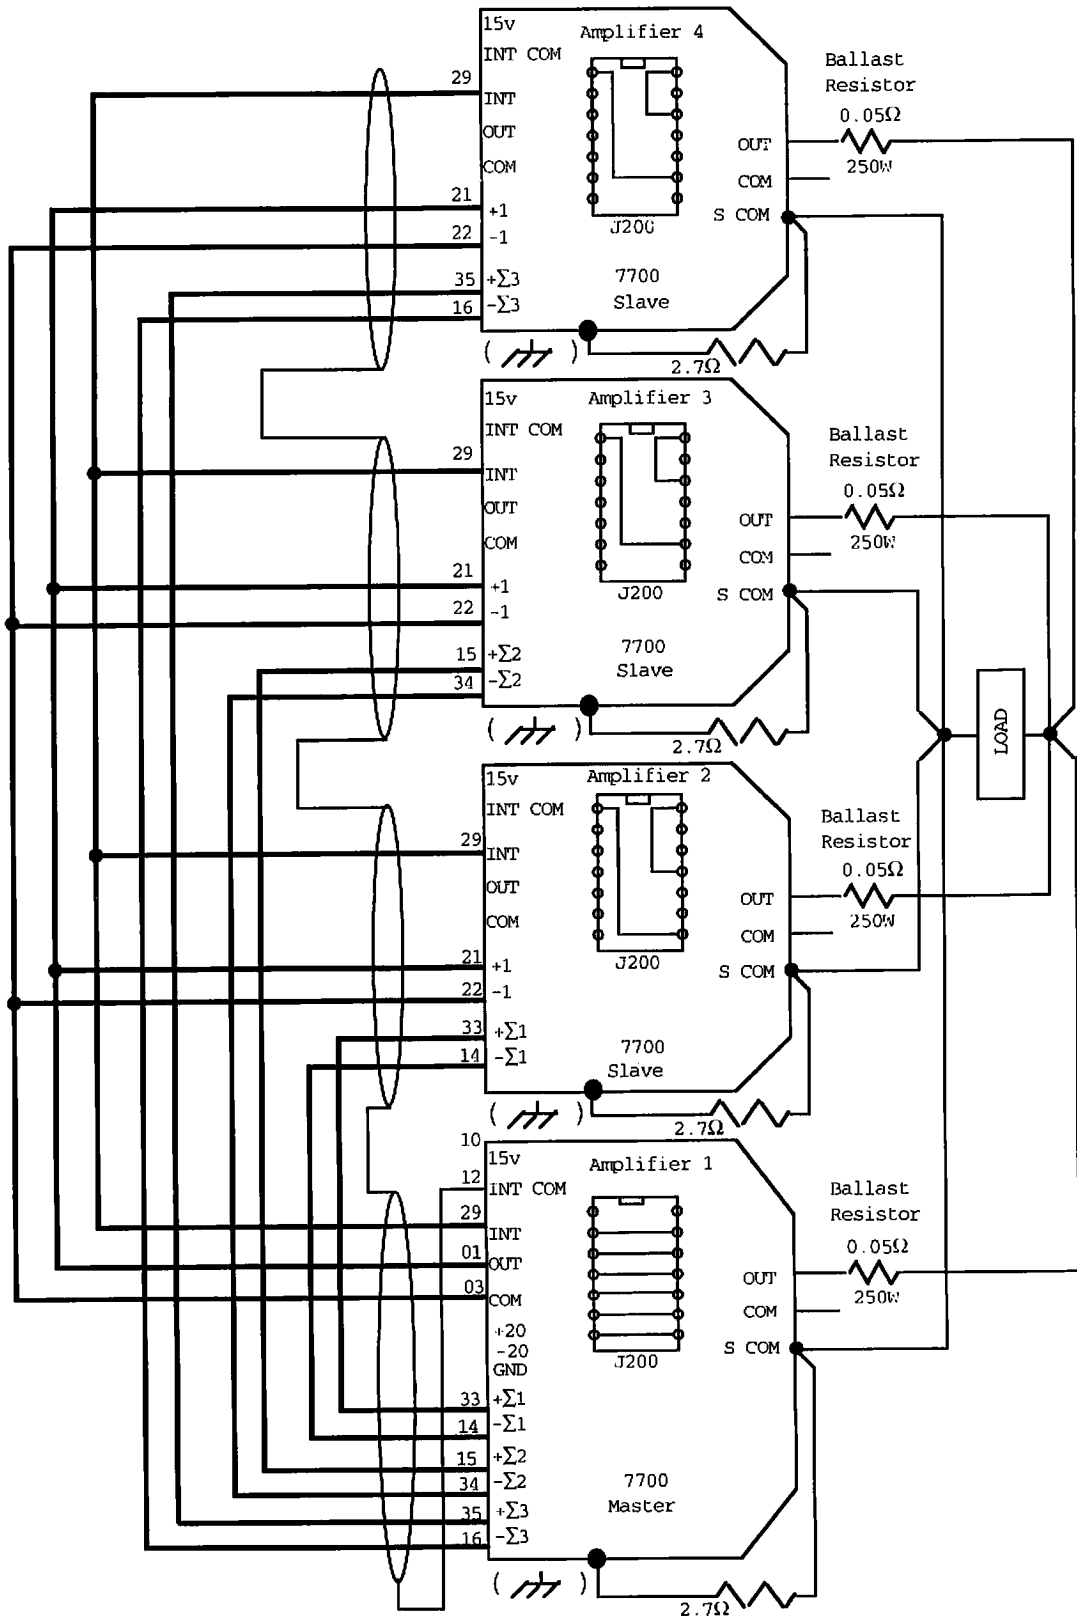 15v
Amplifier 4
INT COM
29
INT
OUT
COM
21
+1
22
-1
35
+Σ3
16
-Σ3
J200
7700
Slave
OUT
COM
S COM
Ballast
Resistor
0.05Ω
250W
2.7Ω
15v
Amplifier 3
INT COM
29
INT
OUT
COM
21
+1
22
-1
15
+Σ2
34
-Σ2
J200
7700
Slave
OUT
COM
S COM
Ballast
Resistor
0.05Ω
250W
2.7Ω
LOAD
15v
Amplifier 2
INT COM
29
INT
OUT
COM
21
+1
22
-1
33
+Σ1
14
-Σ1
J200
7700
Slave
OUT
COM
S COM
Ballast
Resistor
0.05Ω
250W
2.7Ω
10
15v
Amplifier 1
12
INT COM
29
INT
01
OUT
03
COM
+20
-20
GND
33
+Σ1
14
-Σ1
15
+Σ2
34
-Σ2
35
+Σ3
16
-Σ3
J200
7700
Master
OUT
COM
S COM
Ballast
Resistor
0.05Ω
250W
2.7Ω